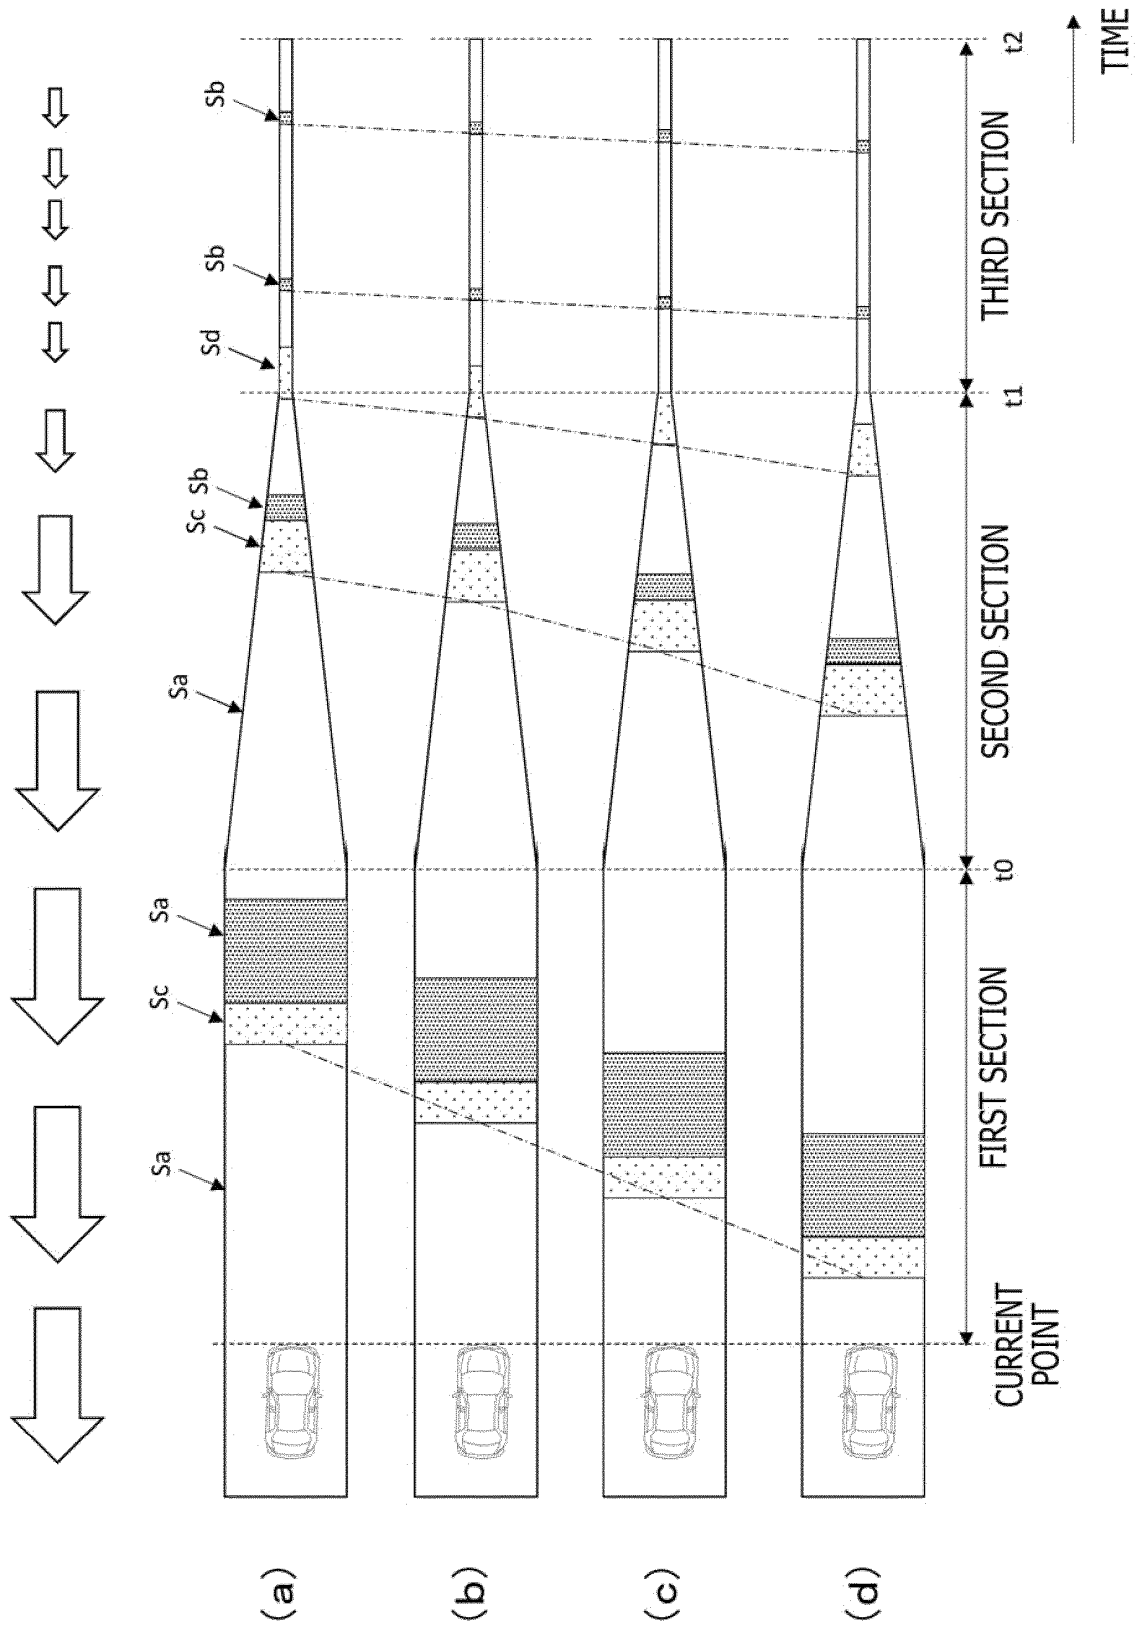 (a)
Sa
Sc
Sa
Sa
Sc
Sb
Sd
Sb
Sb
(b)
(c)
(d)
CURRENT
POINT
FIRST SECTION
t0
SECOND SECTION
t1
THIRD SECTION
t2
TIME